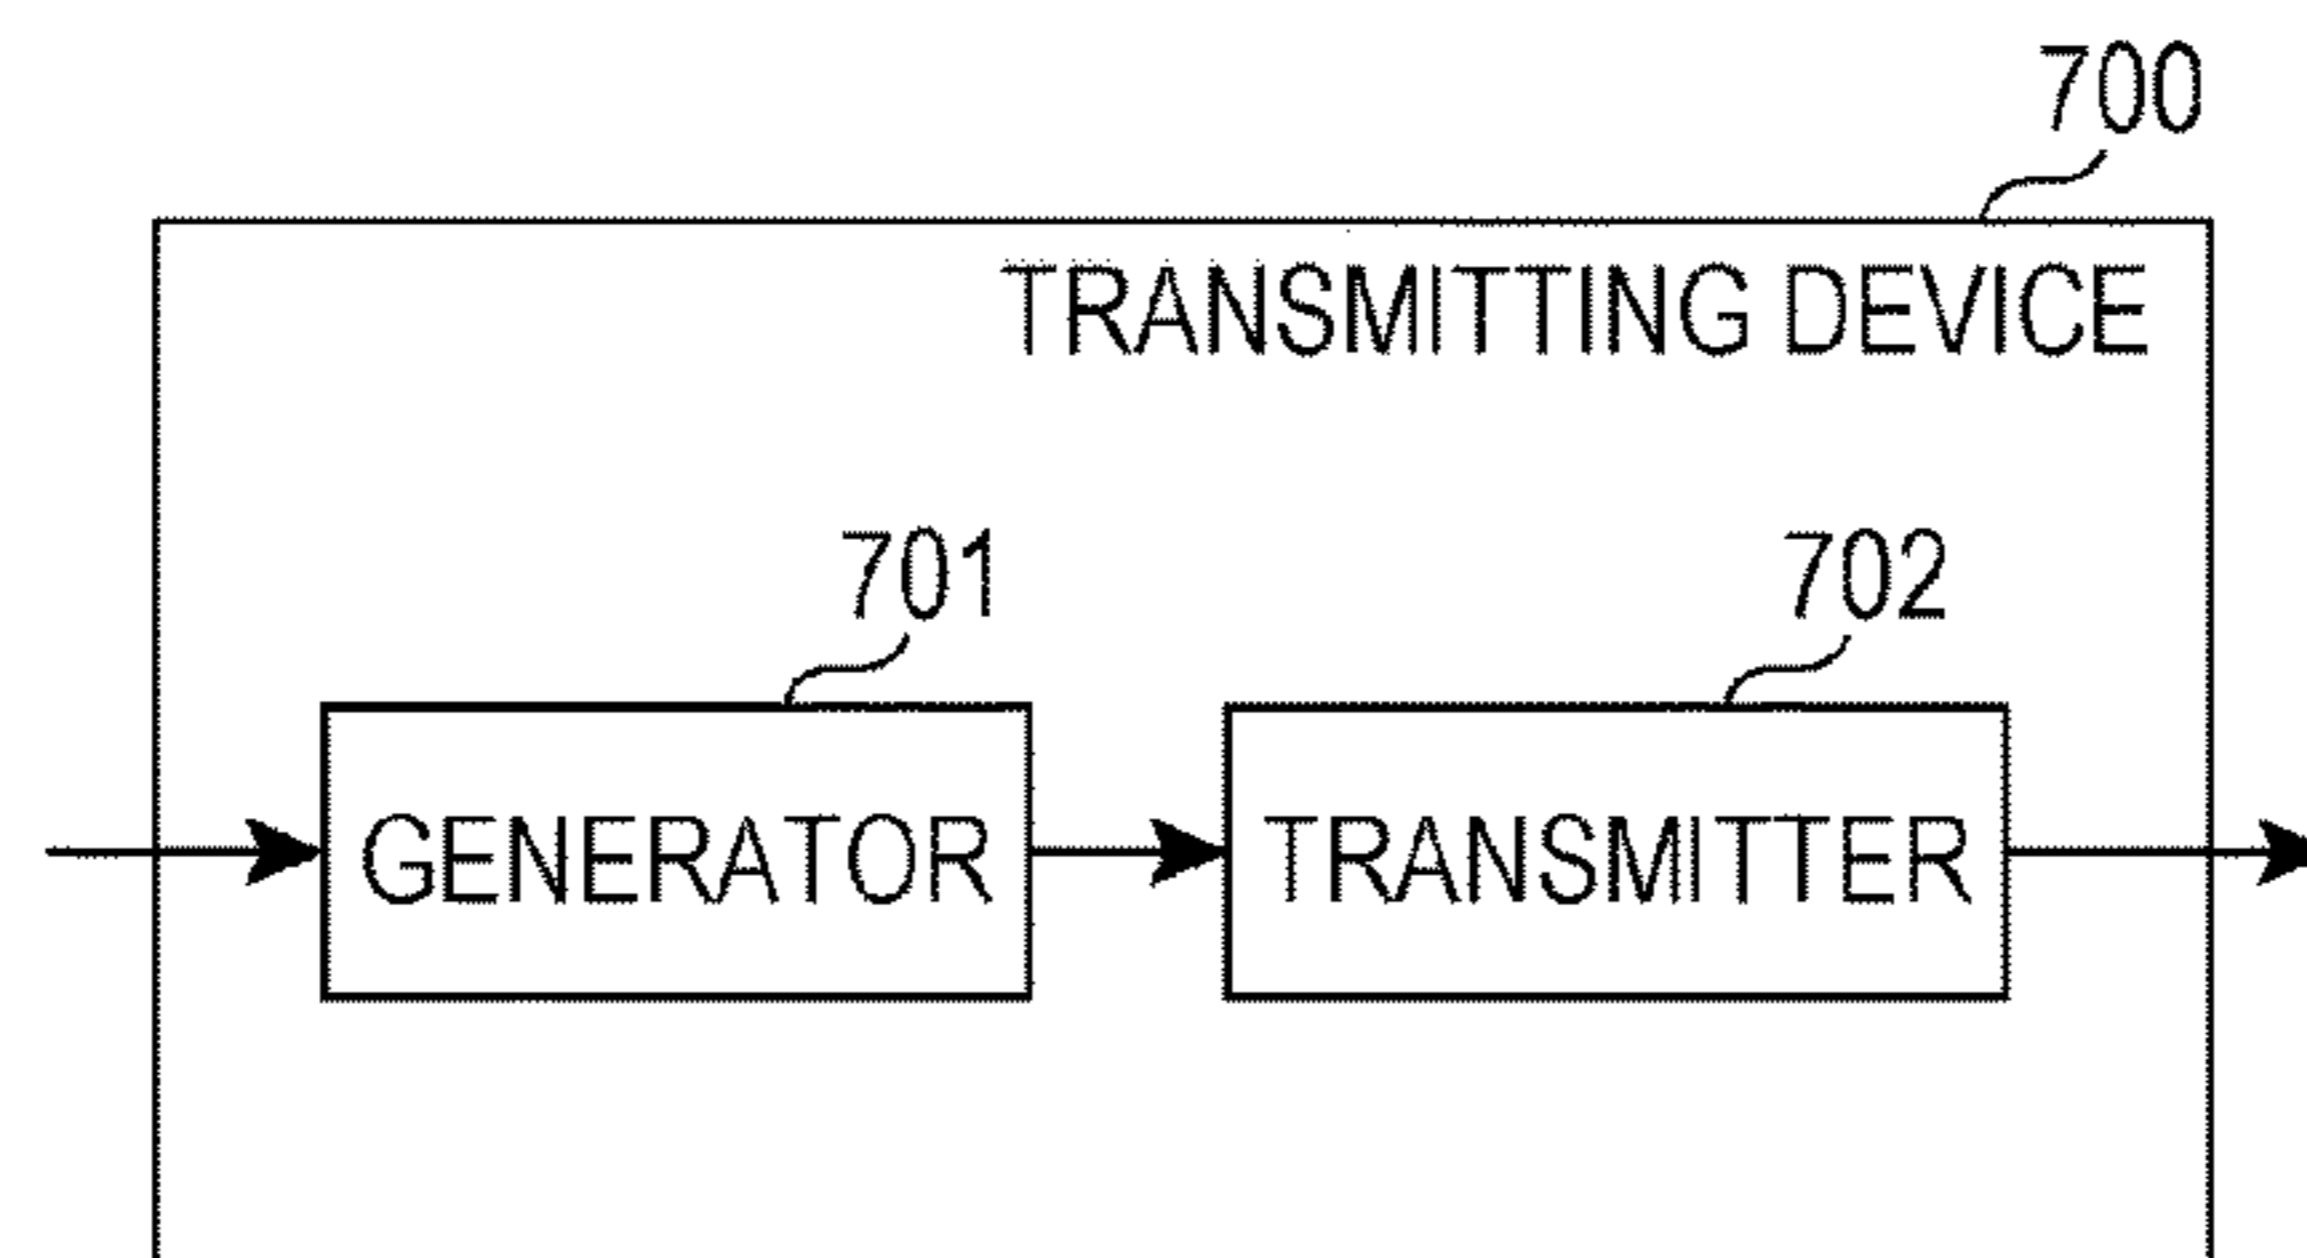 700
TRANSMITTING DEVICE
701
702
GENERATOR
TRANSMITTER